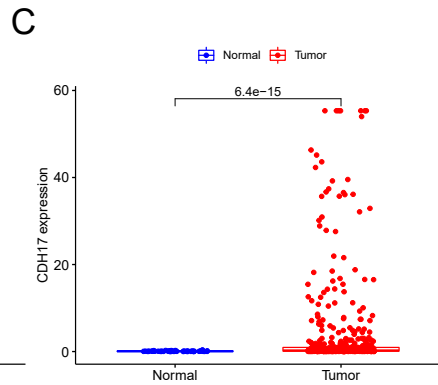 C
Normal Tumor
6.4e−15
60
40
20
0
CDH17 expression
Normal Tumor